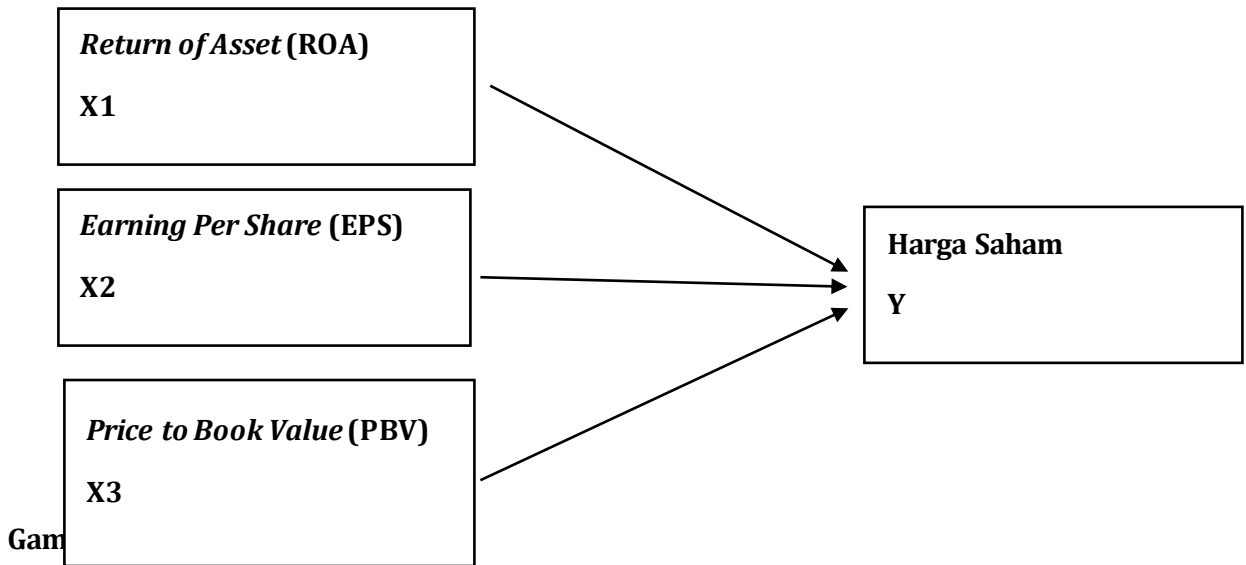 Return of Asset (ROA)
X1
Earning Per Share (EPS)
X2
Harga Saham
Y
Price to Book Value (PBV)
X3
Gam